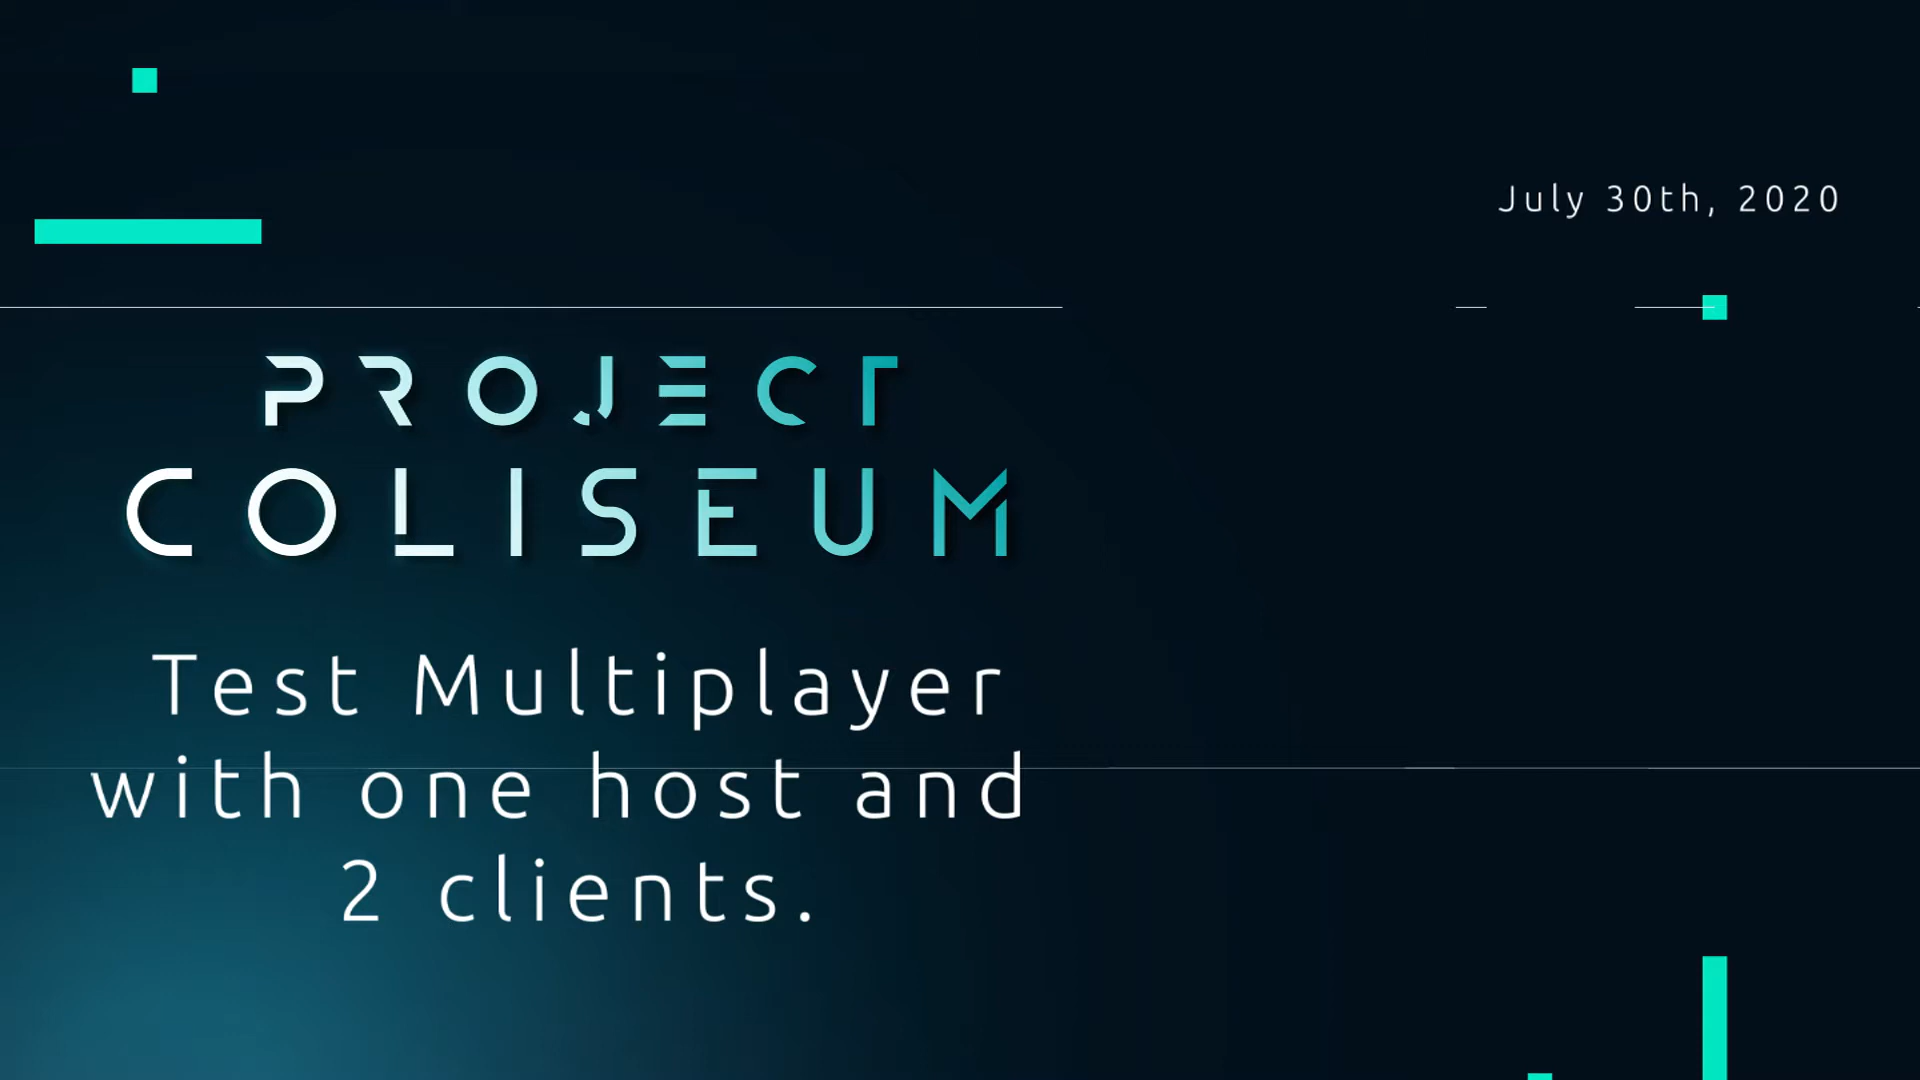 July 30th, 2020
PROJECT
COLISEUM
Test Multiplayer
with one host and
2 clients.